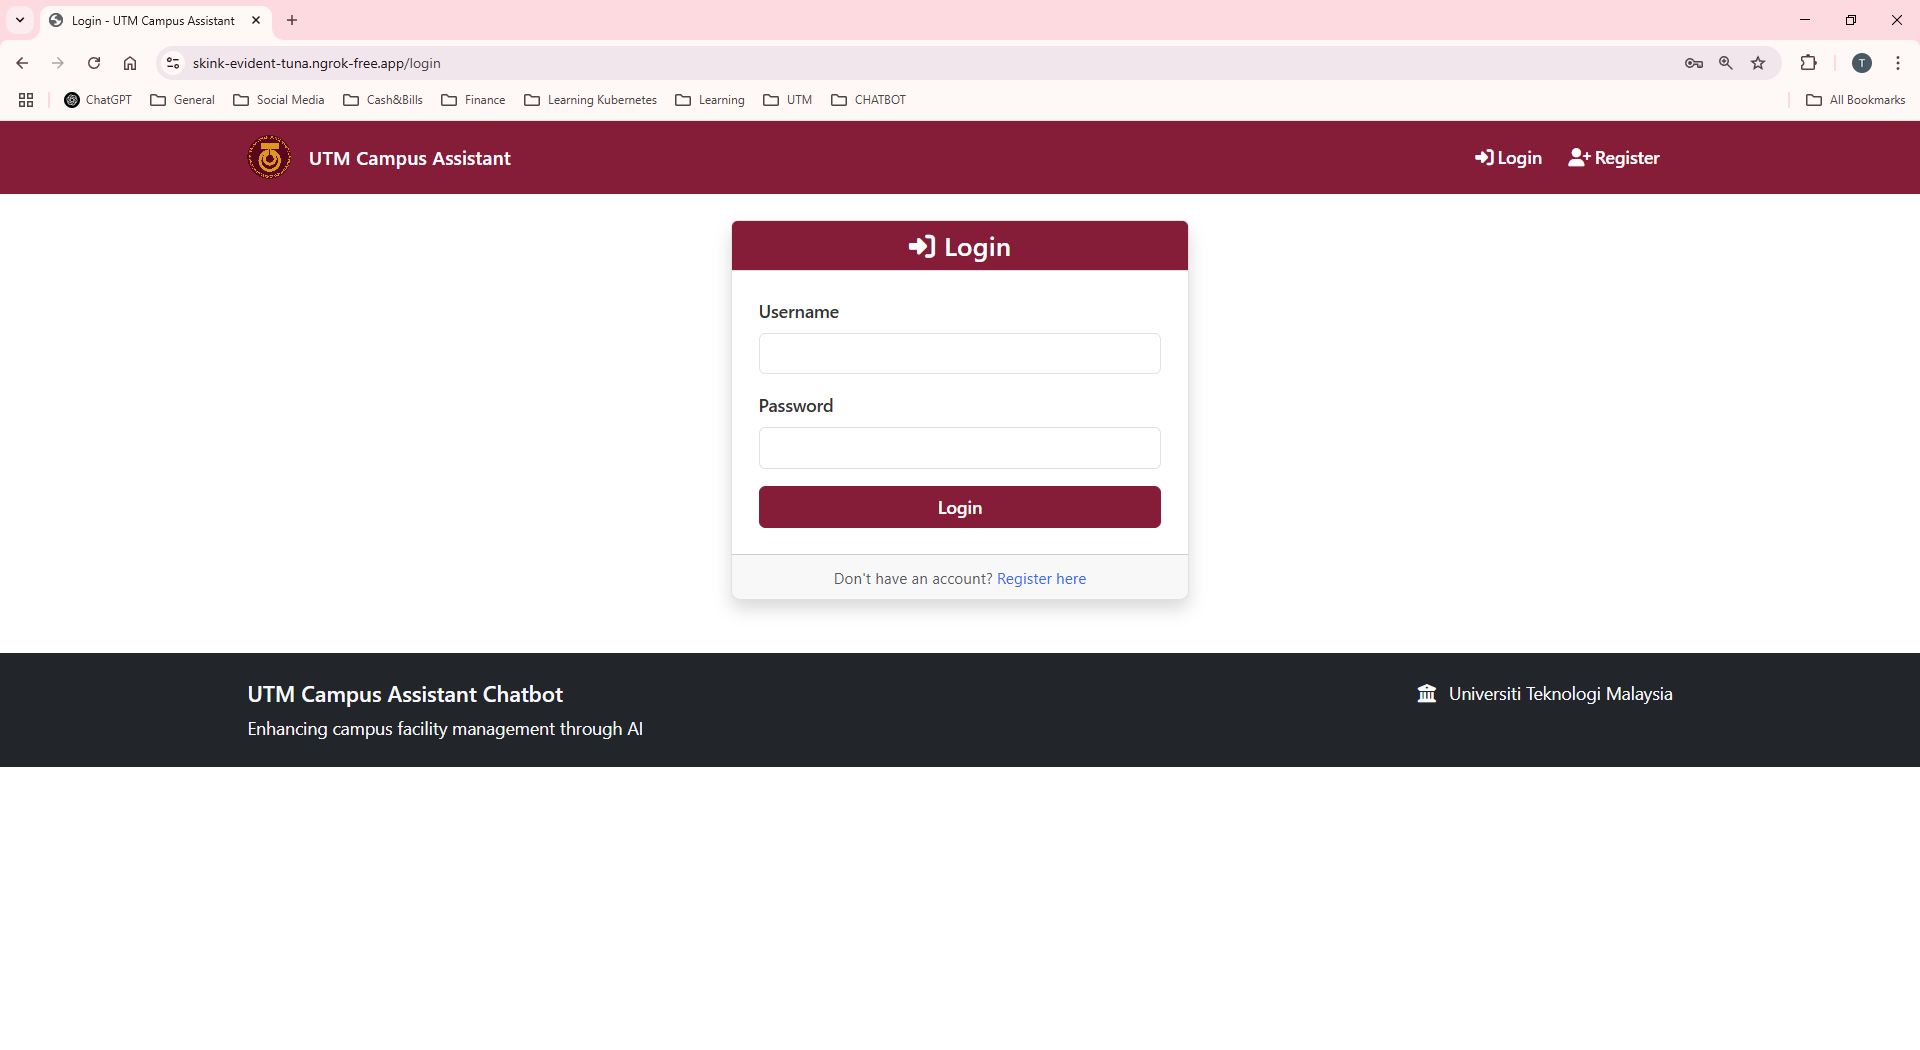 Login - UTM Campus Assistant
skink-evident-tuna.ngrok-free.app/login
T
ChatGPT
General
Social Media
Cash&Bills
Finance
Learning Kubernetes
Learning
UTM
CHATBOT
All Bookmarks
UTM Campus Assistant
Login
Register
Login
Username
Password
Login
Don't have an account? Register here
UTM Campus Assistant Chatbot
Enhancing campus facility management through AI
Universiti Teknologi Malaysia